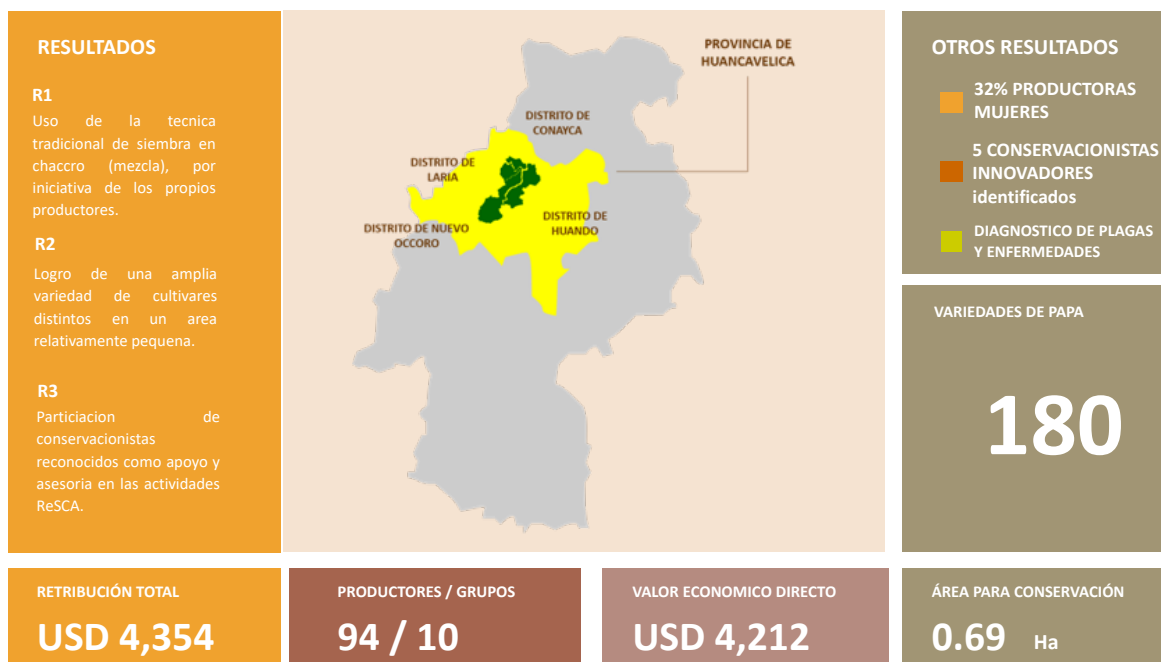 RESULTADOS
R1
Uso de la tecnica
tradicional de siembra en
chaccro (mezcla), por
iniciativa de los propios
productores.
R2
Logro de una amplia
variedad de cultivares
distintos en un area
relativamente pequena.
R3
Particiacion de
conservacionistas
reconocidos como apoyo y
asesoria en las actividades
ReSCA.
PROVINCIA DE
HUANCAVELICA
DISTRITO DE
CONAYCA
DISTRITO DE
LARIA
DISTRITO DE NUEVO
OCCORO
DISTRITO DE
HUANDO
OTROS RESULTADOS
32% PRODUCTORAS
MUJERES
5 CONSERVACIONISTAS
INNOVADORES
identificados
DIAGNOSTICO DE PLAGAS
Y ENFERMEDADES
VARIEDADES DE PAPA
180
RETRIBUCIÓN TOTAL
USD 4,354
PRODUCTORES / GRUPOS
94 / 10
VALOR ECONOMICO DIRECTO
USD 4,212
ÁREA PARA CONSERVACIÓN
0.69 Ha